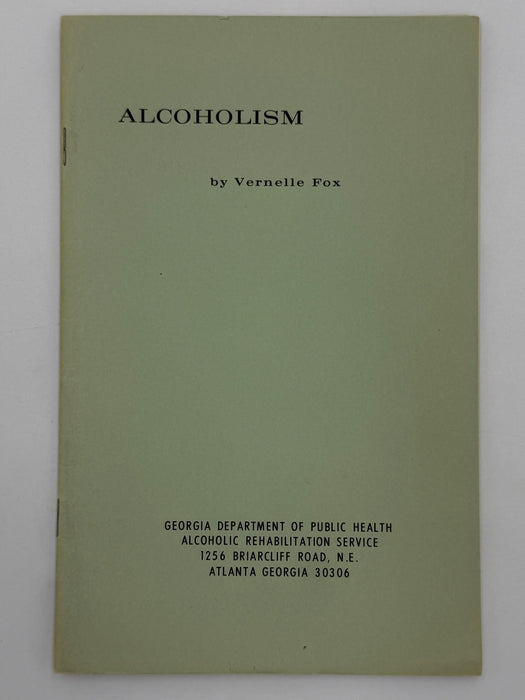 ALCOHOLISM
by Vernelle Fox
GEORGIA DEPARTMENT OF PUBLIC HEALTH
ALCOHOLIC REHABILITATION SERVICE
1256 BRIARCLIFF ROAD, N.E.
ATLANTA GEORGIA 30306